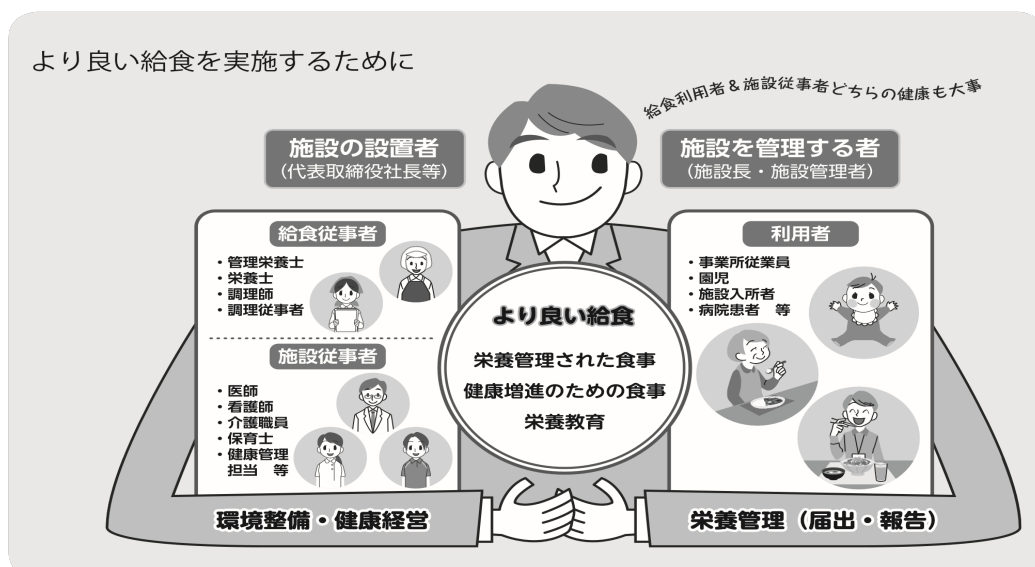 より良い給食を実施するために
給食利用者&施設従事者どちらの健康も大事
施設の設置者
(代表取締役社長等)
施設を管理する者
(施設長・施設管理者)
給食従事者
・管理栄養士
・栄養士
・調理師
・調理従事者
施設従事者
・医師
・看護師
・介護職員
・保育士
・健康管理
担当 等
より良い給食
栄養管理された食事
健康増進のための食事
栄養教育
利用者
・事業所従業員
・園児
・施設入所者
・病院患者 等
環境整備・健康経営
栄養管理(届出・報告)